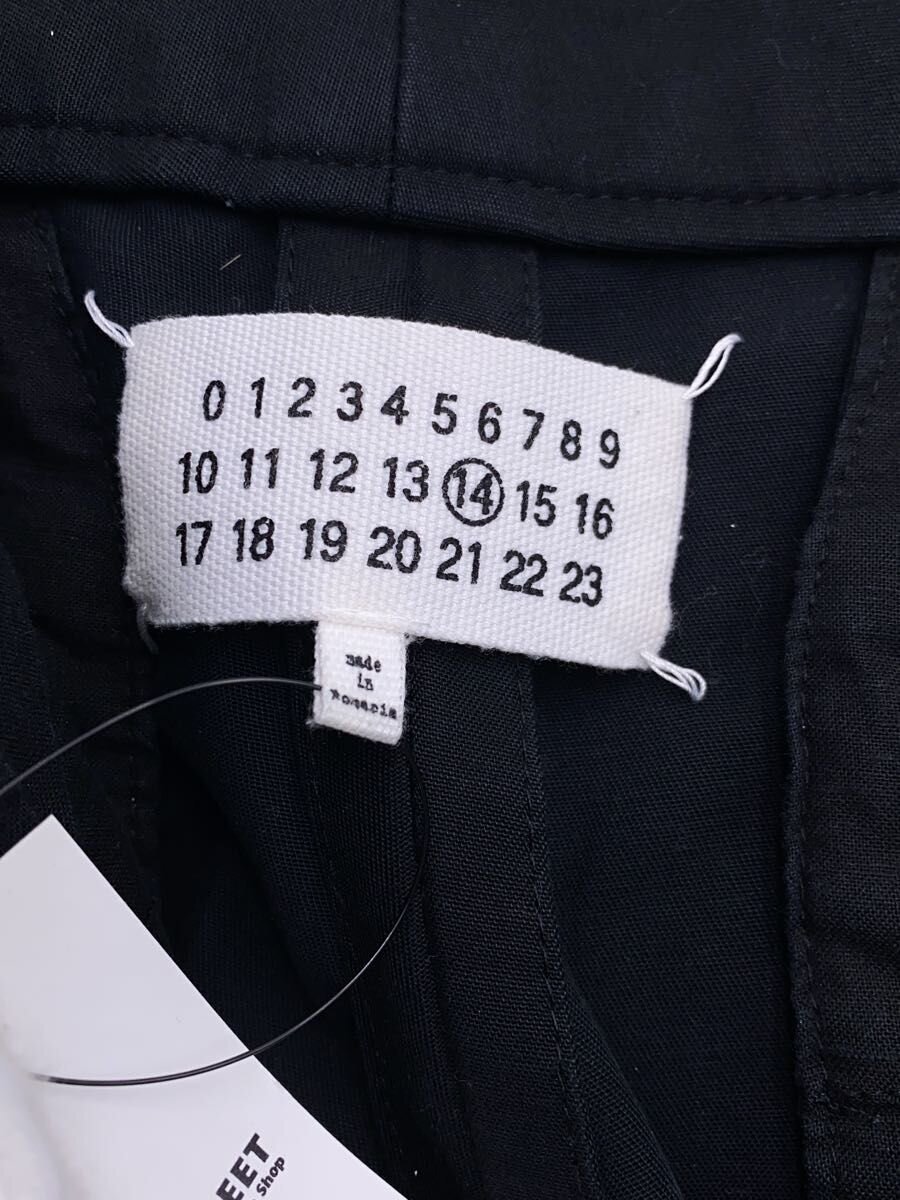 0 1 2 3 4 5 6 7 8 9
10 11 12 13 14 15 16
17 18 19 20 21 22 23
made
in
Romania
EET
Shop